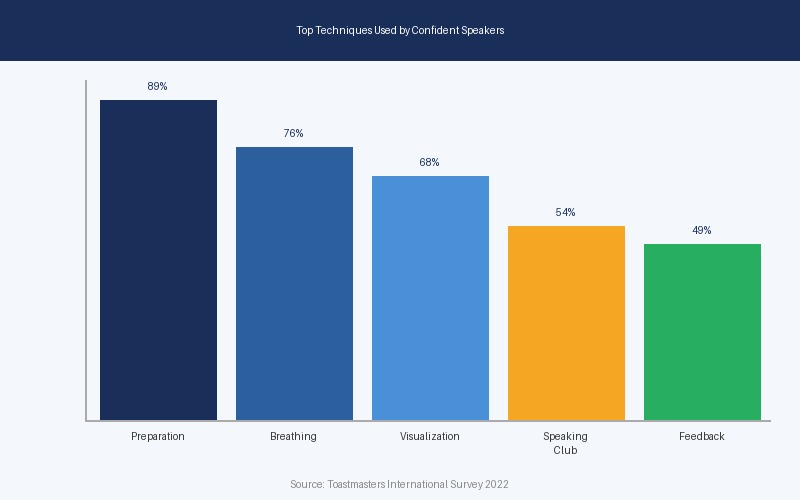 Top Techniques Used by Confident Speakers
89%
76%
68%
54%
49%
Preparation
Breathing
Visualization
Speaking
Club
Feedback
Source: Toastmasters International Survey 2022